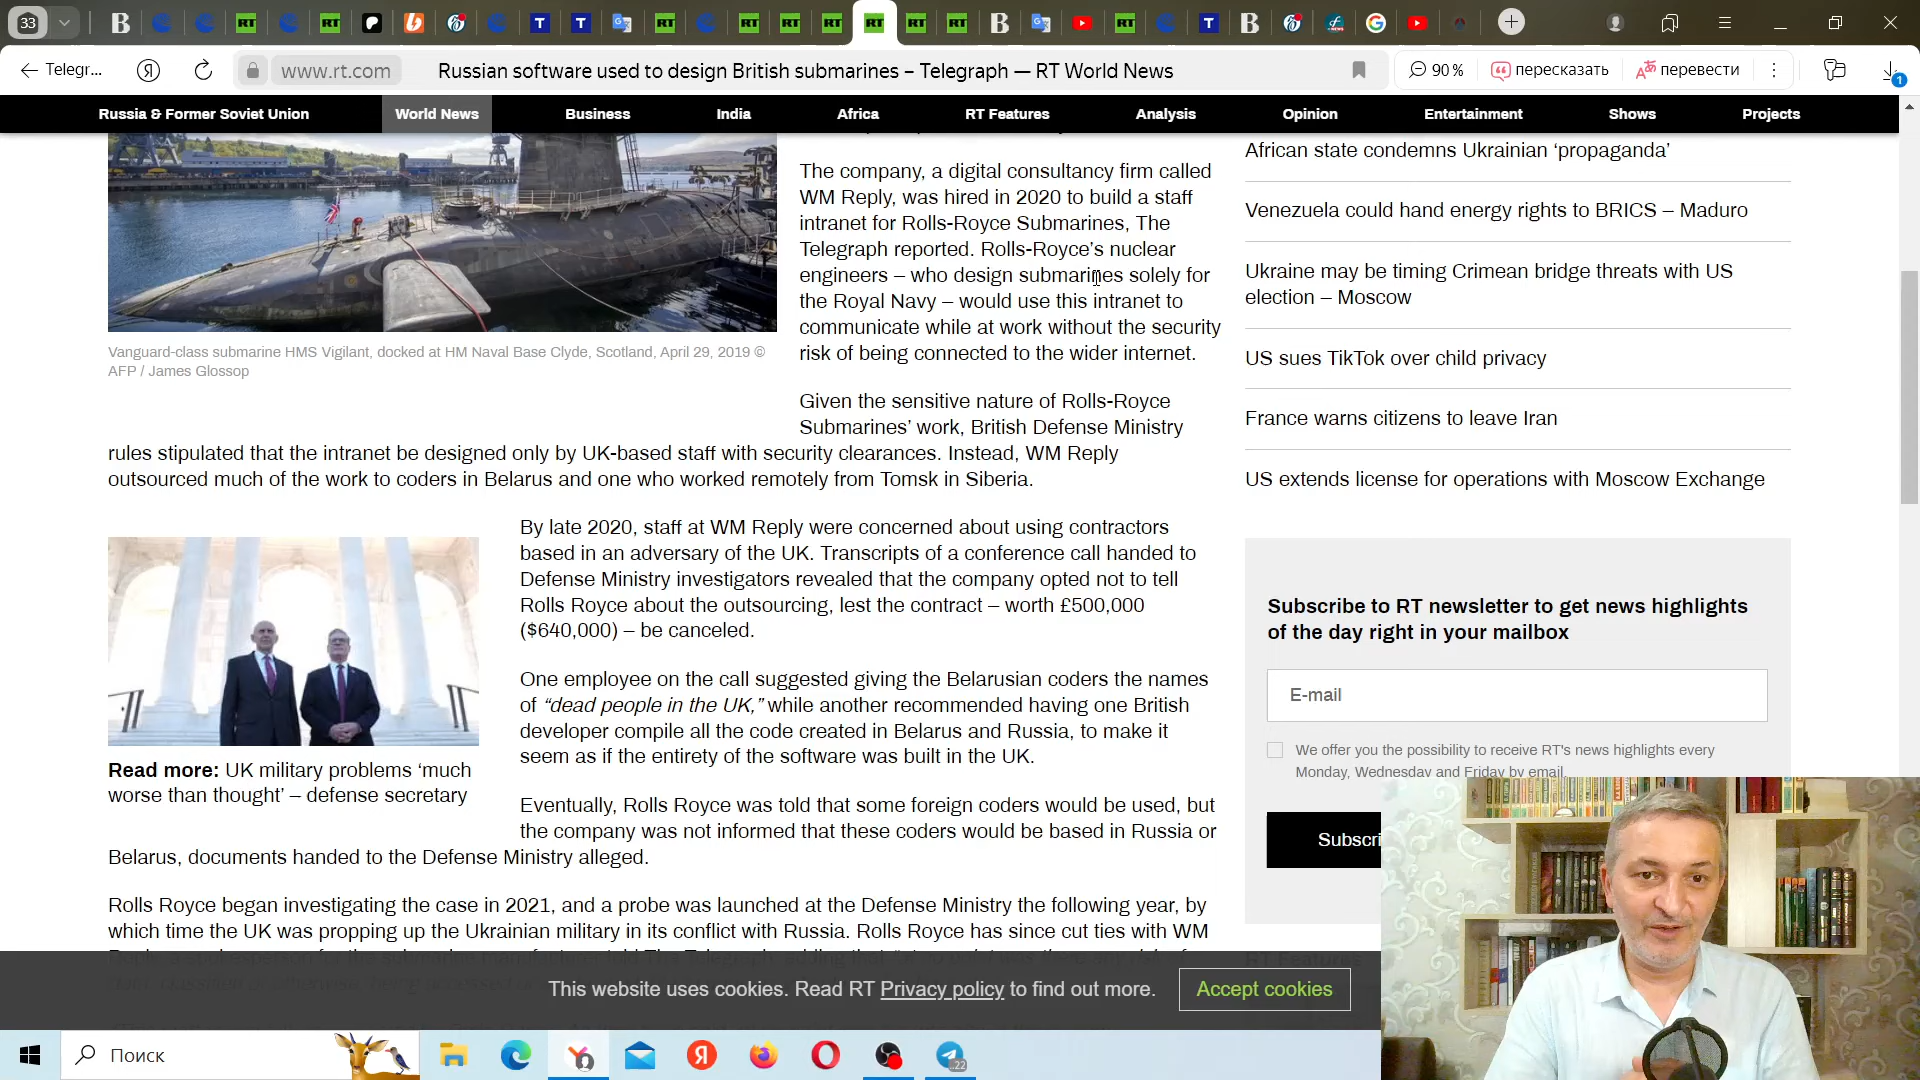 33
Telegr...
www.rt.com
Russian software used to design British submarines – Telegraph — RT World News
90 %
пересказать
перевести
1
Russia & Former Soviet Union
World News
Business
India
Africa
RT Features
Analysis
Opinion
Entertainment
Shows
Projects
The company, a digital consultancy firm called
WM Reply, was hired in 2020 to build a staff
intranet for Rolls-Royce Submarines, The
Telegraph reported. Rolls-Royce's nuclear
engineers – who design submarines solely for
the Royal Navy – would use this intranet to
communicate while at work without the security
risk of being connected to the wider internet.
Vanguard-class submarine HMS Vigilant, docked at HM Naval Base Clyde, Scotland, April 29, 2019 ©
AFP / James Glossop
Given the sensitive nature of Rolls-Royce
Submarines' work, British Defense Ministry
rules stipulated that the intranet be designed only by UK-based staff with security clearances. Instead, WM Reply
outsourced much of the work to coders in Belarus and one who worked remotely from Tomsk in Siberia.
By late 2020, staff at WM Reply were concerned about using contractors
based in an adversary of the UK. Transcripts of a conference call handed to
Defense Ministry investigators revealed that the company opted not to tell
Rolls Royce about the outsourcing, lest the contract – worth £500,000
($640,000) – be canceled.
One employee on the call suggested giving the Belarusian coders the names
of “dead people in the UK,” while another recommended having one British
developer compile all the code created in Belarus and Russia, to make it
seem as if the entirety of the software was built in the UK.
Read more: UK military problems ‘much
worse than thought’ – defense secretary
Eventually, Rolls Royce was told that some foreign coders would be used, but
the company was not informed that these coders would be based in Russia or
Belarus, documents handed to the Defense Ministry alleged.
Rolls Royce began investigating the case in 2021, and a probe was launched at the Defense Ministry the following year, by
which time the UK was propping up the Ukrainian military in its conflict with Russia. Rolls Royce has since cut ties with WM
African state condemns Ukrainian ‘propaganda’
Venezuela could hand energy rights to BRICS – Maduro
Ukraine may be timing Crimean bridge threats with US
election – Moscow
US sues TikTok over child privacy
France warns citizens to leave Iran
US extends license for operations with Moscow Exchange
Subscribe to RT newsletter to get news highlights
of the day right in your mailbox
E-mail
We offer you the possibility to receive RT's news highlights every
Monday, Wednesday and Friday by email.
Subscri
RT Features
This website uses cookies. Read RT Privacy policy to find out more.
Accept cookies
Поиск
22